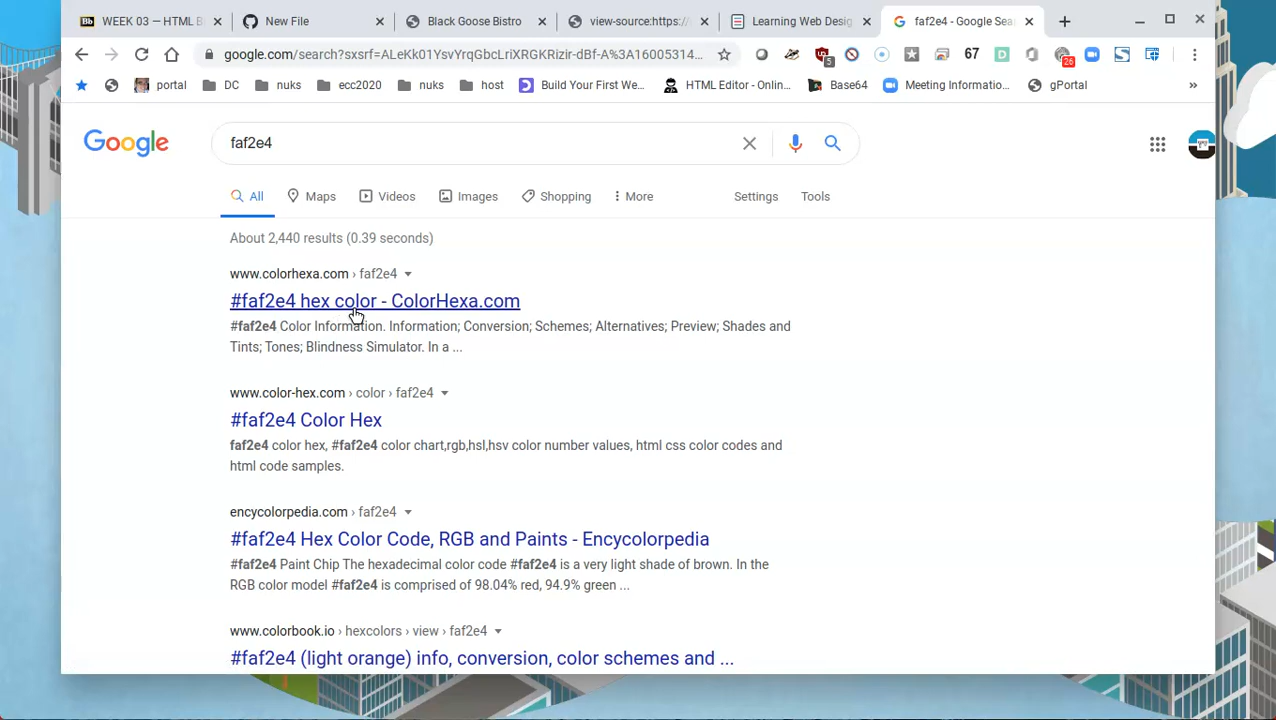 WEEK 03 — HTML B
New File
Black Goose Bistro
view-source:https://
Learning Web Desig
faf2e4 - Google Sea
google.com/search?sxsrf=ALeKk01YsyYrqYocLriXRGKRizir-dBf-A%3A16005314...
5
67
26
portal
DC
nuks
ecc2020
nuks
host
Build Your First We...
HTML Editor - Onlin...
Base64
Meeting Informatio...
gPortal
»
Google
faf2e4
All
Maps
Videos
Images
Shopping
More
Settings
Tools
About 2,440 results (0.39 seconds)
www.colorhexa.com › faf2e4
#faf2e4 hex color - ColorHexa.com
#faf2e4 Color Information. Information; Conversion; Schemes; Alternatives; Preview; Shades and
Tints; Tones; Blindness Simulator. In a ...
www.color-hex.com › color › faf2e4
#faf2e4 Color Hex
faf2e4 color hex, #faf2e4 color chart,rgb,hsl,hsv color number values, html css color codes and
html code samples.
encycolorpedia.com › faf2e4
#faf2e4 Hex Color Code, RGB and Paints - Encycolorpedia
#faf2e4 Paint Chip The hexadecimal color code #faf2e4 is a very light shade of brown. In the
RGB color model #faf2e4 is comprised of 98.04% red, 94.9% green ...
www.colorbook.io › hexcolors › view › faf2e4
#faf2e4 (light orange) info, conversion, color schemes and ...